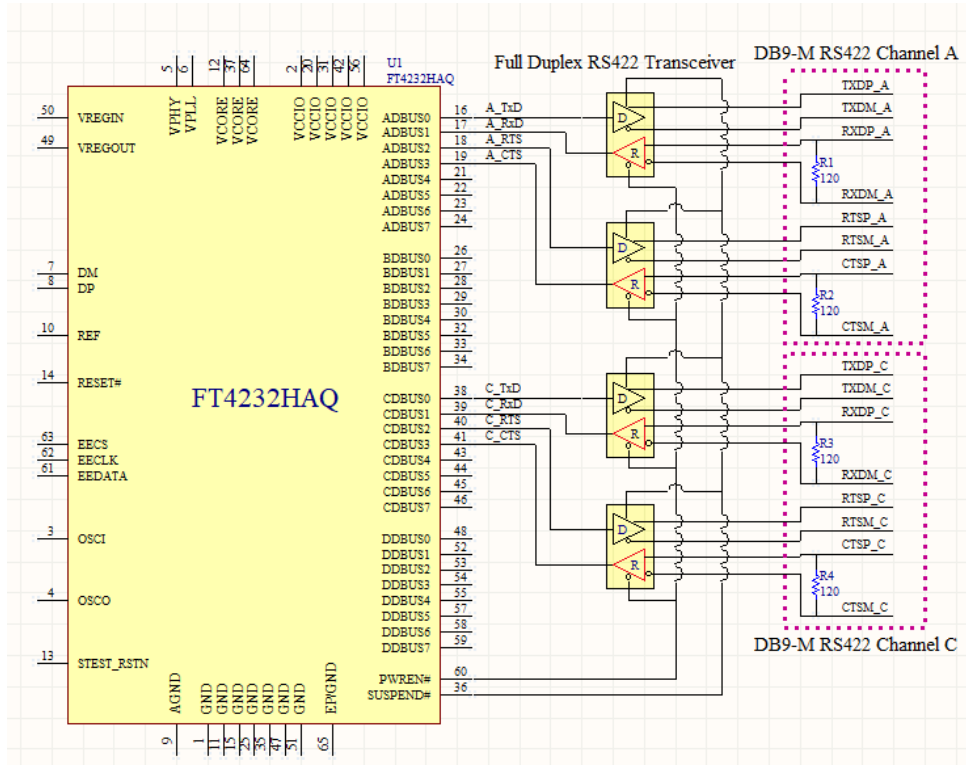 Full Duplex RS422 Transceiver
DB9-M RS422 Channel A
U1
FT4232HAQ
5
6
12
37
64
2
20
31
42
56
VPHY
VPLL
VCORE
VCORE
VCORE
VCCIO
VCCIO
VCCIO
VCCIO
50 VREGIN
49 VREGOUT
7 DM
8 DP
10 REF
14 RESET#
FT4232HAQ
63 EECS
62 EECLK
61 EEDATA
3 OSCI
4 OSCO
13 STEST_RSTN
AGND
GND
GND
GND
GND
GND
GND
GND
EP/GND
9
1
11
15
25
35
47
51
65
ADBUS0 16 A_TxD
ADBUS1 17 A_RxD
ADBUS2 18 A_RTS
ADBUS3 19 A_CTS
ADBUS4 21
ADBUS5 22
ADBUS6 23
ADBUS7 24
BDBUS0 26
BDBUS1 27
BDBUS2 28
BDBUS3 29
BDBUS4 30
BDBUS5 32
BDBUS6 33
BDBUS7 34
CDBUS0 38 C_TxD
CDBUS1 39 C_RxD
CDBUS2 40 C_RTS
CDBUS3 41 C_CTS
CDBUS4 43
CDBUS5 44
CDBUS6 45
CDBUS7 46
DDBUS0 48
DDBUS1 52
DDBUS2 53
DDBUS3 54
DDBUS4 55
DDBUS5 57
DDBUS6 58
DDBUS7 59
PWREN# 60
SUSPEND# 36
D
R
D
R
D
R
D
R
TXDP_A
TXDM_A
RXDP_A
R1
120
RXDM_A
RTSP_A
RTSM_A
CTSP_A
R2
120
CTSM_A
TXDP_C
TXDM_C
RXDP_C
R3
120
RXDM_C
RTSP_C
RTSM_C
CTSP_C
R4
120
CTSM_C
DB9-M RS422 Channel C